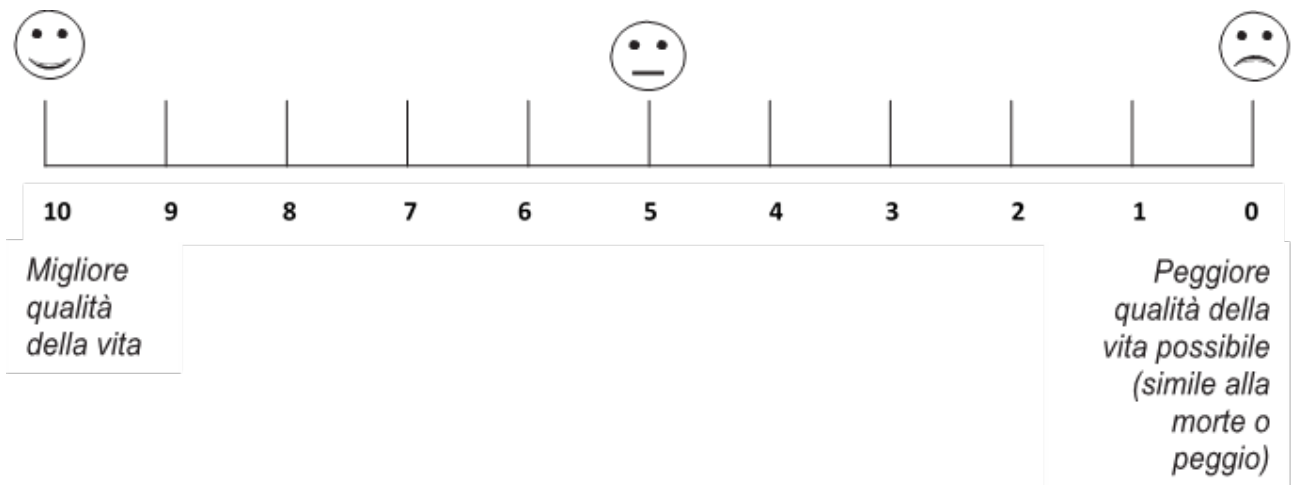 10 9 8 7 6 5 4 3 2 1 0
Migliore
qualità
della vita
Peggiore
qualità della
vita possibile
(simile alla
morte o
peggio)